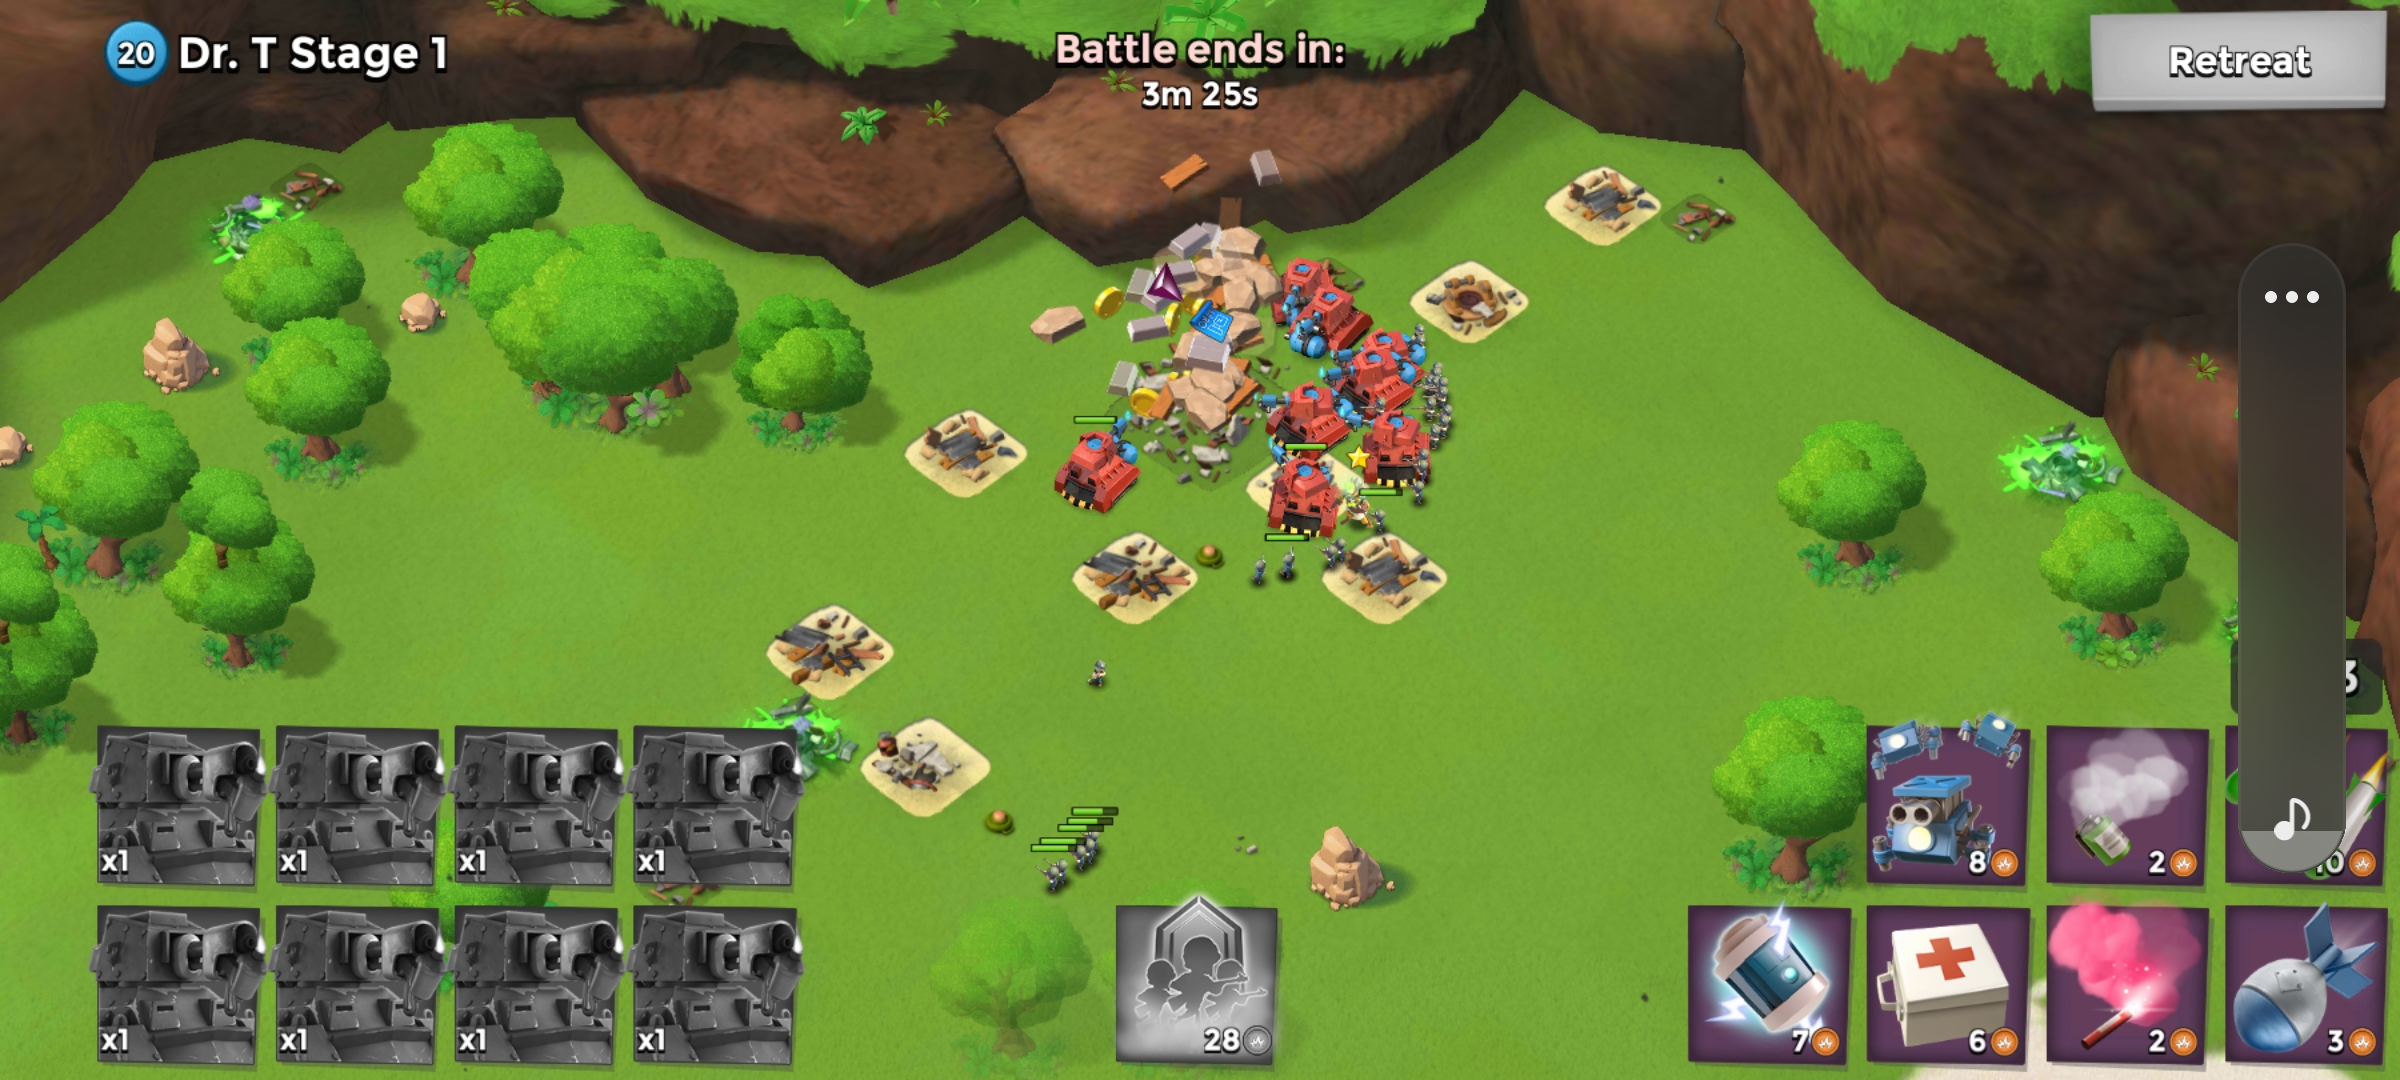 20 Dr. T Stage 1
Battle ends in:
3m 25s
Retreat
x1 x1 x1 x1
8 2
x1 x1 x1 x1
28 7 6 2 3